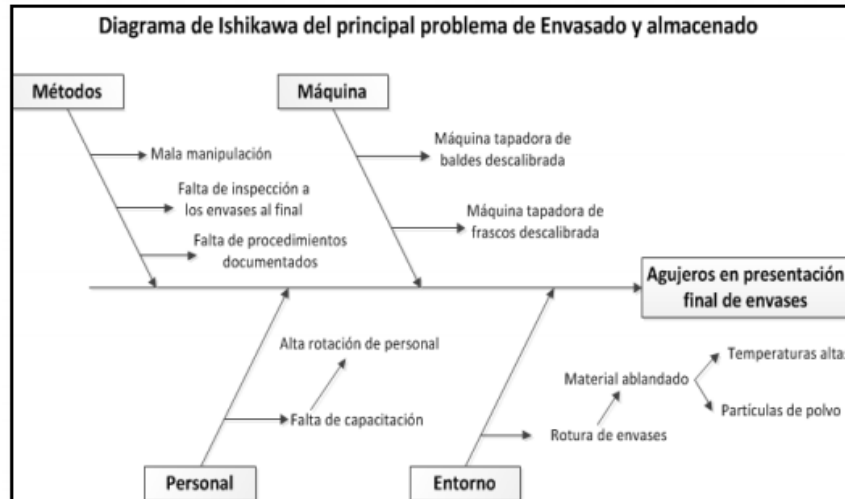 Diagrama de Ishikawa del principal problema de Envasado y almacenado
Métodos
Máquina
Mala manipulación
Falta de inspección a
los envases al final
Falta de procedimientos
documentados
Máquina tapadora de
baldes descalibrada
Máquina tapadora de
frascos descalibrada
Agujeros en presentación
final de envases
Alta rotación de personal
Falta de capacitación
Material ablandado
Temperaturas altas
Partículas de polvo
Rotura de envases
Personal
Entorno